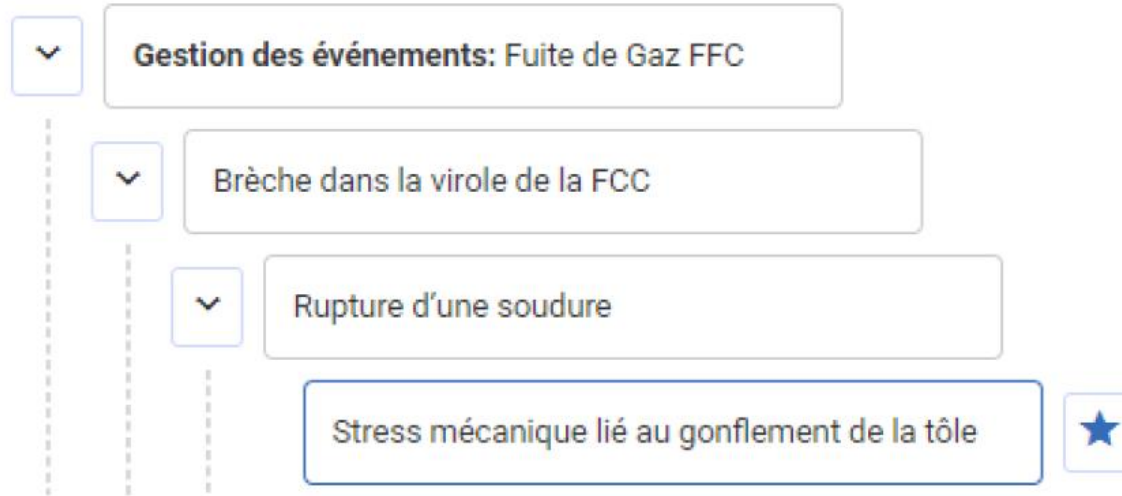 Gestion des événements: Fuite de Gaz FFC
Brèche dans la virole de la FCC
Rupture d’une soudure
Stress mécanique lié au gonflement de la tôle